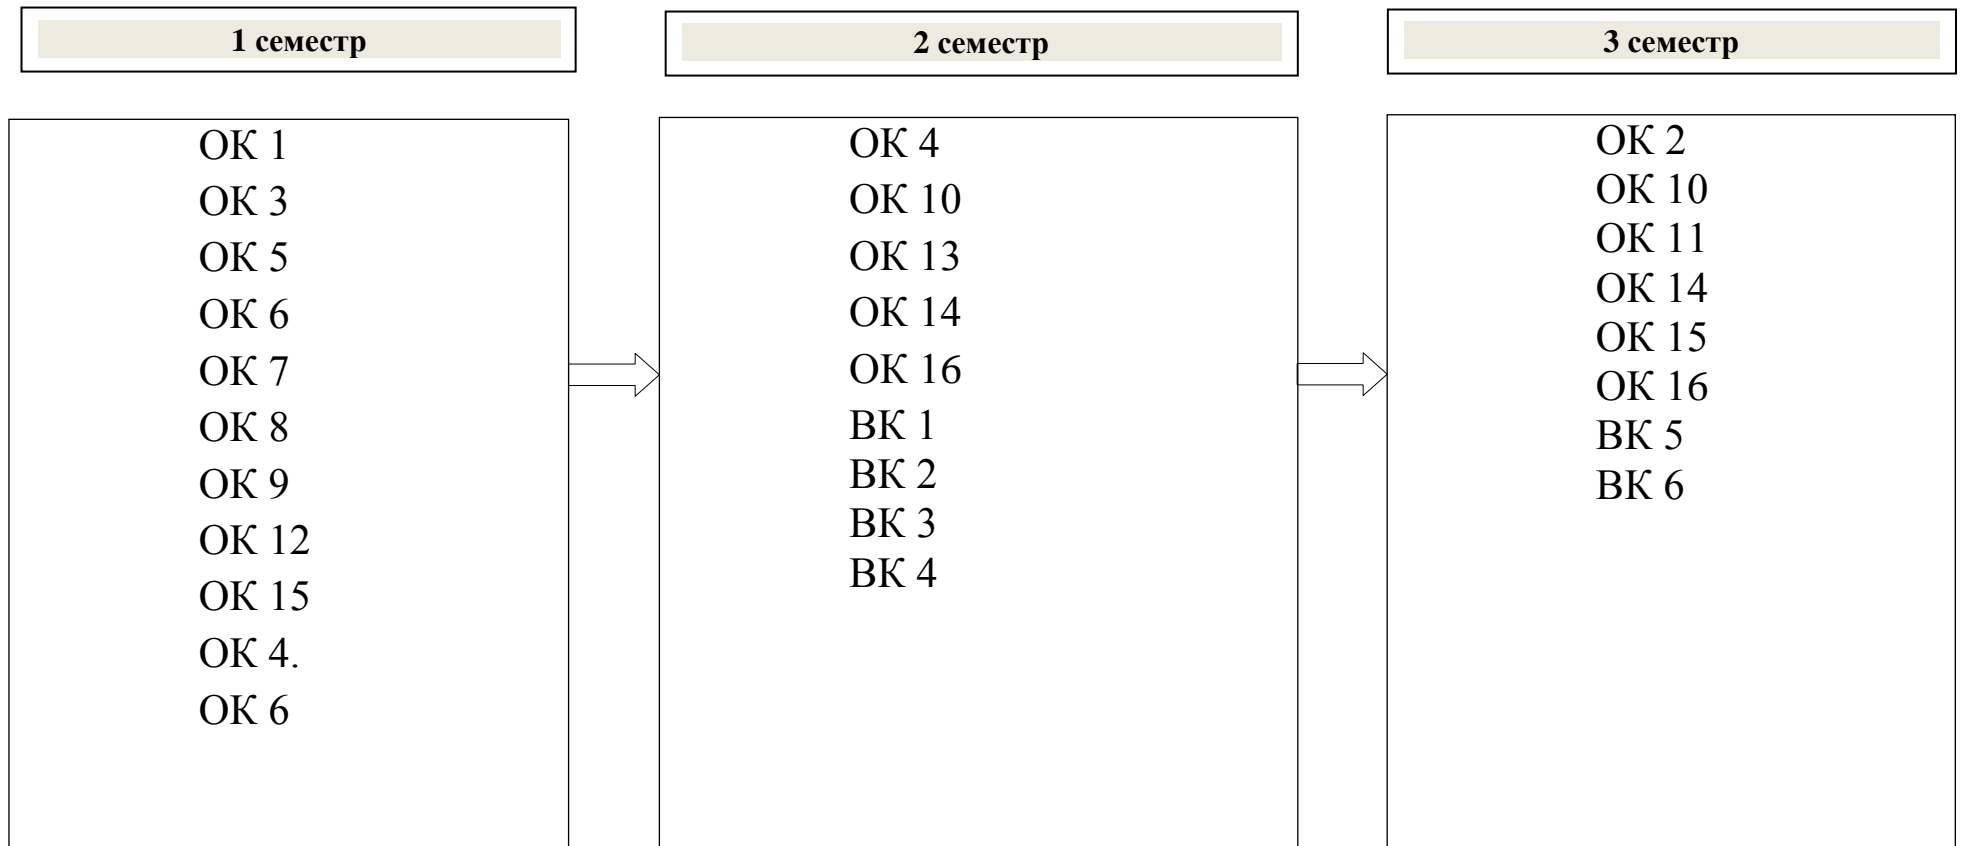 1 семестр
2 семестр
3 семестр
ОК 1
ОК 3
ОК 5
ОК 6
ОК 7
ОК 8
ОК 9
ОК 12
ОК 15
ОК 4.
ОК 6
ОК 4
ОК 10
ОК 13
ОК 14
ОК 16
ВК 1
ВК 2
ВК 3
ВК 4
ОК 2
ОК 10
ОК 11
ОК 14
ОК 15
ОК 16
ВК 5
ВК 6